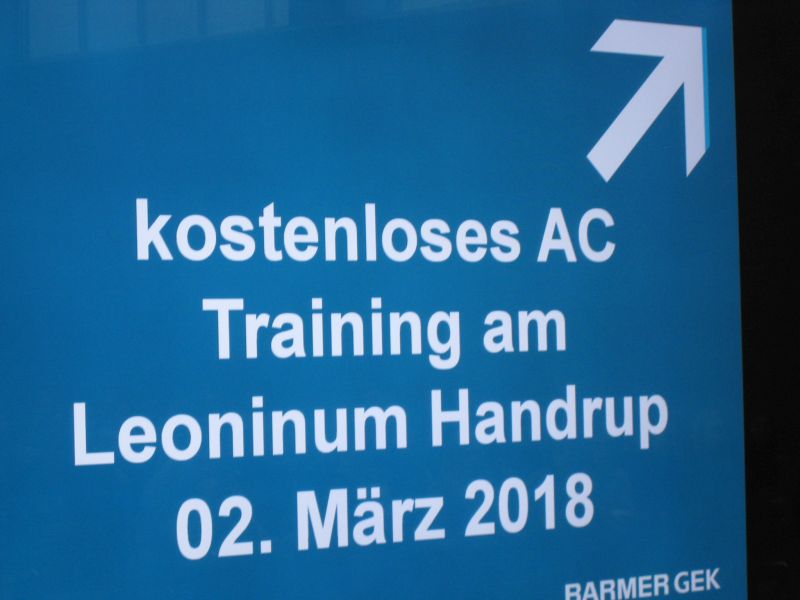 kostenloses AC
Training am
Leoninum Handrup
02. März 2018
BARMER GEK